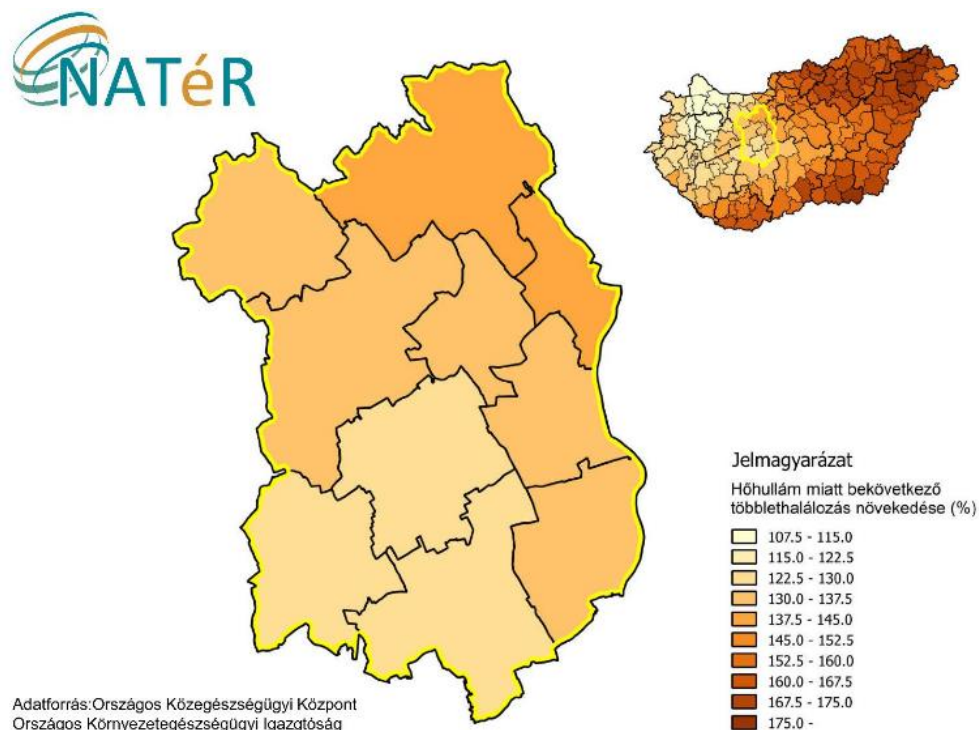 NATéR
Jelmagyarázat
Hőhullám miatt bekövetkező
többlethalálozás növekedése (%)
107.5 - 115.0
115.0 - 122.5
122.5 - 130.0
130.0 - 137.5
137.5 - 145.0
145.0 - 152.5
152.5 - 160.0
160.0 - 167.5
167.5 - 175.0
175.0 -
Adatforrás:Országos Közegészségügyi Központ
Országos Környezetegészségügyi Igazgtóság